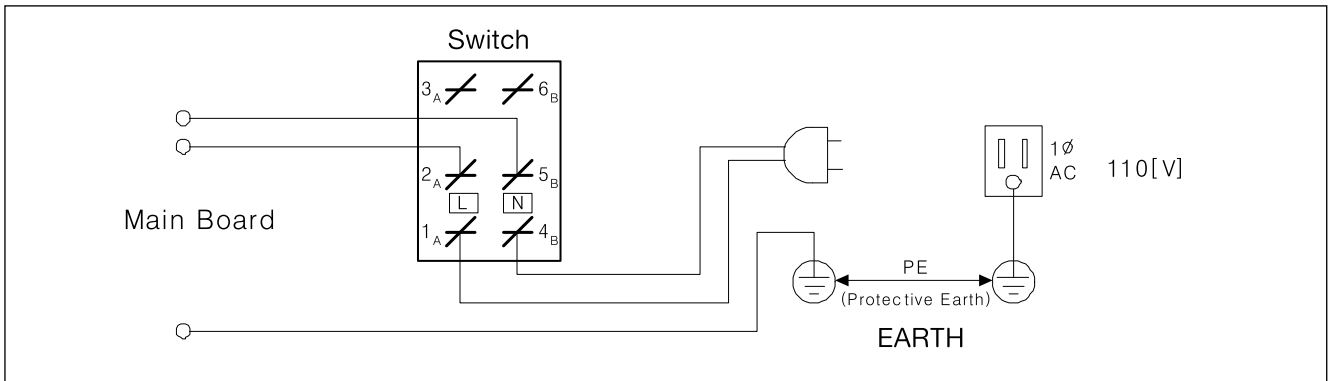 Switch
3A 6B
2A 5B
L N
1A 4B
Main Board
1Ø
AC 110[V]
PE
(Protective Earth)
EARTH